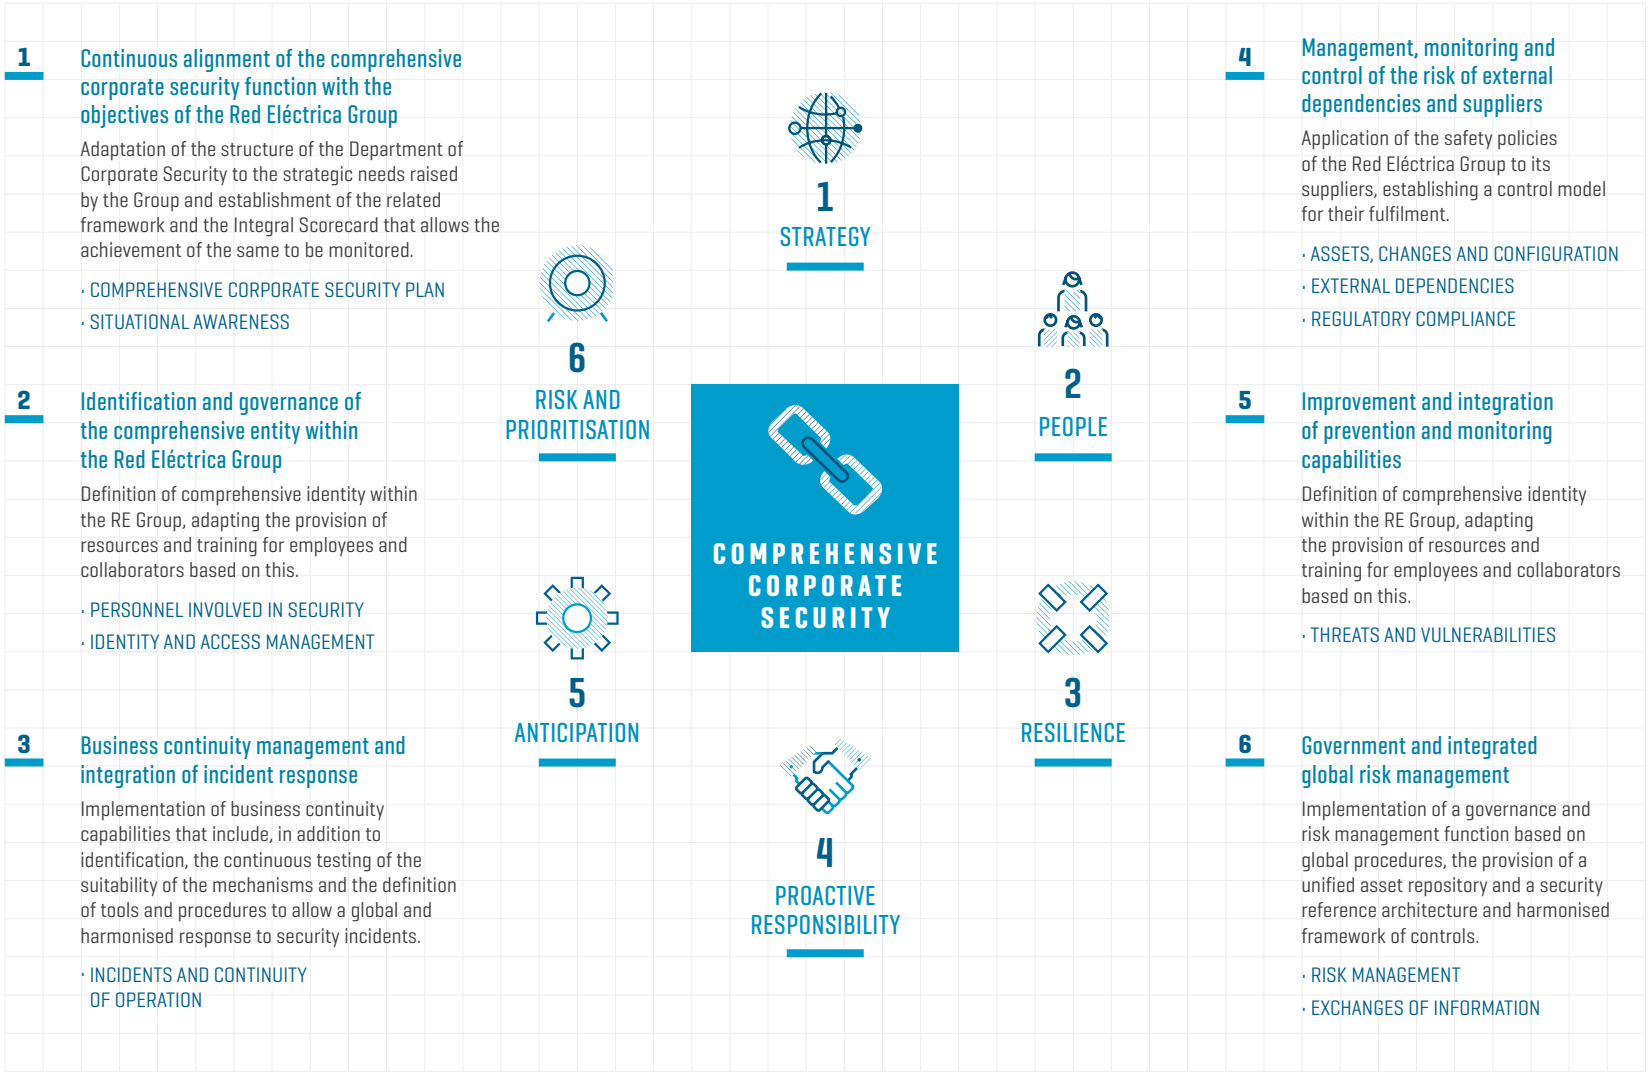 1
Continuous alignment of the comprehensive
corporate security function with the
objectives of the Red Eléctrica Group
Adaptation of the structure of the Department of
Corporate Security to the strategic needs raised
by the Group and establishment of the related
framework and the Integral Scorecard that allows the
achievement of the same to be monitored.
· COMPREHENSIVE CORPORATE SECURITY PLAN
· SITUATIONAL AWARENESS
2
Identification and governance of
the comprehensive entity within
the Red Eléctrica Group
Definition of comprehensive identity within
the RE Group, adapting the provision of
resources and training for employees and
collaborators based on this.
· PERSONNEL INVOLVED IN SECURITY
· IDENTITY AND ACCESS MANAGEMENT
3
Business continuity management and
integration of incident response
Implementation of business continuity
capabilities that include, in addition to
identification, the continuous testing of the
suitability of the mechanisms and the definition
of tools and procedures to allow a global and
harmonised response to security incidents.
· INCIDENTS AND CONTINUITY
OF OPERATION
1
STRATEGY
2
PEOPLE
3
RESILIENCE
4
PROACTIVE
RESPONSIBILITY
5
ANTICIPATION
6
RISK AND
PRIORITISATION
COMPREHENSIVE
CORPORATE
SECURITY
4
Management, monitoring and
control of the risk of external
dependencies and suppliers
Application of the safety policies
of the Red Eléctrica Group to its
suppliers, establishing a control model
for their fulfilment.
· ASSETS, CHANGES AND CONFIGURATION
· EXTERNAL DEPENDENCIES
· REGULATORY COMPLIANCE
5
Improvement and integration
of prevention and monitoring
capabilities
Definition of comprehensive identity
within the RE Group, adapting
the provision of resources and
training for employees and collaborators
based on this.
· THREATS AND VULNERABILITIES
6
Government and integrated
global risk management
Implementation of a governance and
risk management function based on
global procedures, the provision of a
unified asset repository and a security
reference architecture and harmonised
framework of controls.
· RISK MANAGEMENT
· EXCHANGES OF INFORMATION